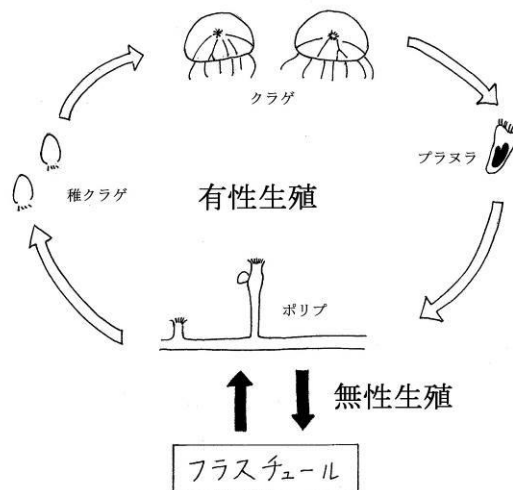 クラゲ
プラヌラ
稚クラゲ
有性生殖
ポリプ
無性生殖
フラスチュール